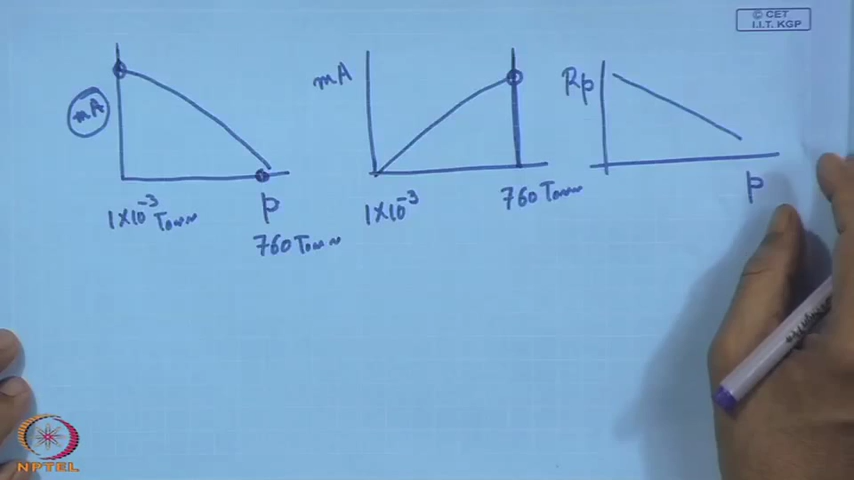 © CET
I.I.T. KGP
mA
1×10⁻³ Torr
p
760 Torr
mA
1×10⁻³
760 Torr
Rp
p
NPTEL